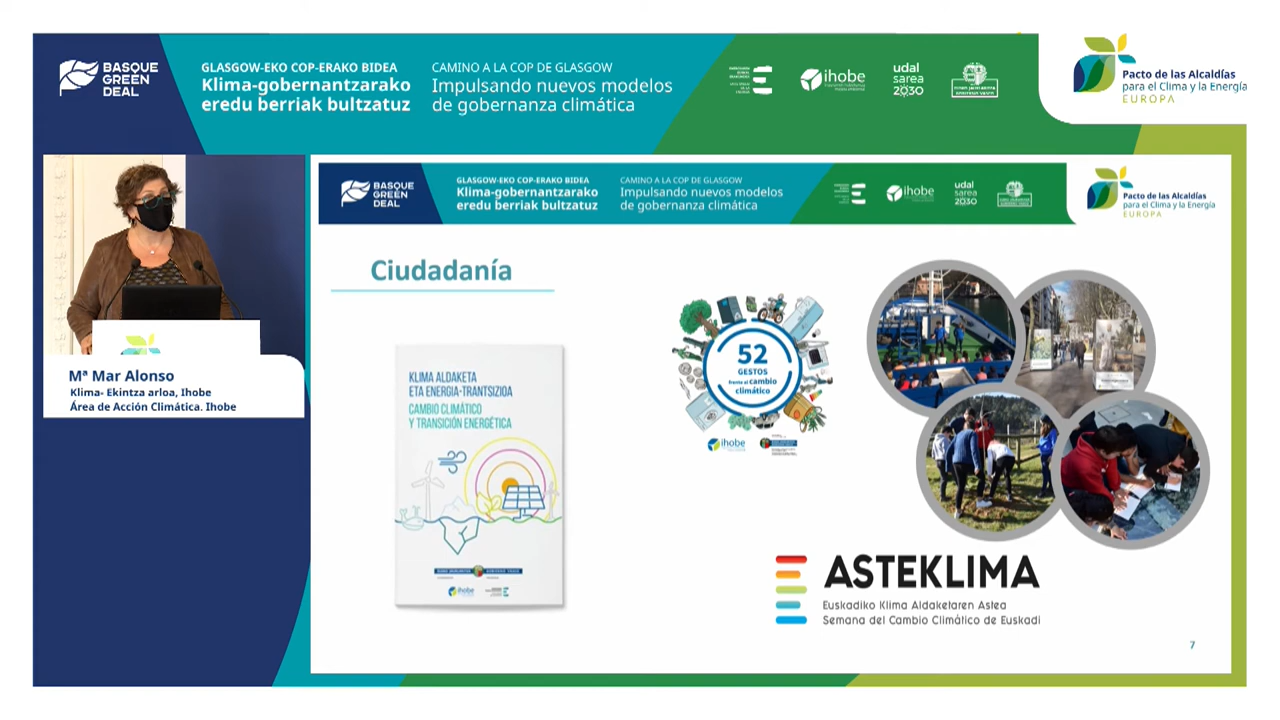 BASQUE
GREEN
DEAL
GLASGOW-EKO COP-ERAKO BIDEA
Klima-gobernantzarako
eredu berriak bultzatuz
CAMINO A LA COP DE GLASGOW
Impulsando nuevos modelos
de gobernanza climática
ihobe
udal
sarea
2030
Pacto de las Alcaldías
para el Clima y la Energía
EUROPA
BASQUE
GREEN
DEAL
GLASGOW-EKO COP-ERAKO BIDEA
Klima-gobernantzarako
eredu berriak bultzatuz
CAMINO A LA COP DE GLASGOW
Impulsando nuevos modelos
de gobernanza climática
ihobe
udal
sarea
2030
Pacto de las Alcaldías
para el Clima y la Energía
EUROPA
Ciudadanía
KLIMA ALDAKETA
ETA ENERGIA-TRANTSIZIOA
CAMBIO CLIMÁTICO
Y TRANSICIÓN ENERGÉTICA
ihobe
52
GESTOS
frente al cambio
climático
ihobe
ASTEKLIMA
Euskadiko Klima Aldaketaren Astea
Semana del Cambio Climático de Euskadi
7
Mª Mar Alonso
Klima- Ekintza arloa, Ihobe
Área de Acción Climática. Ihobe